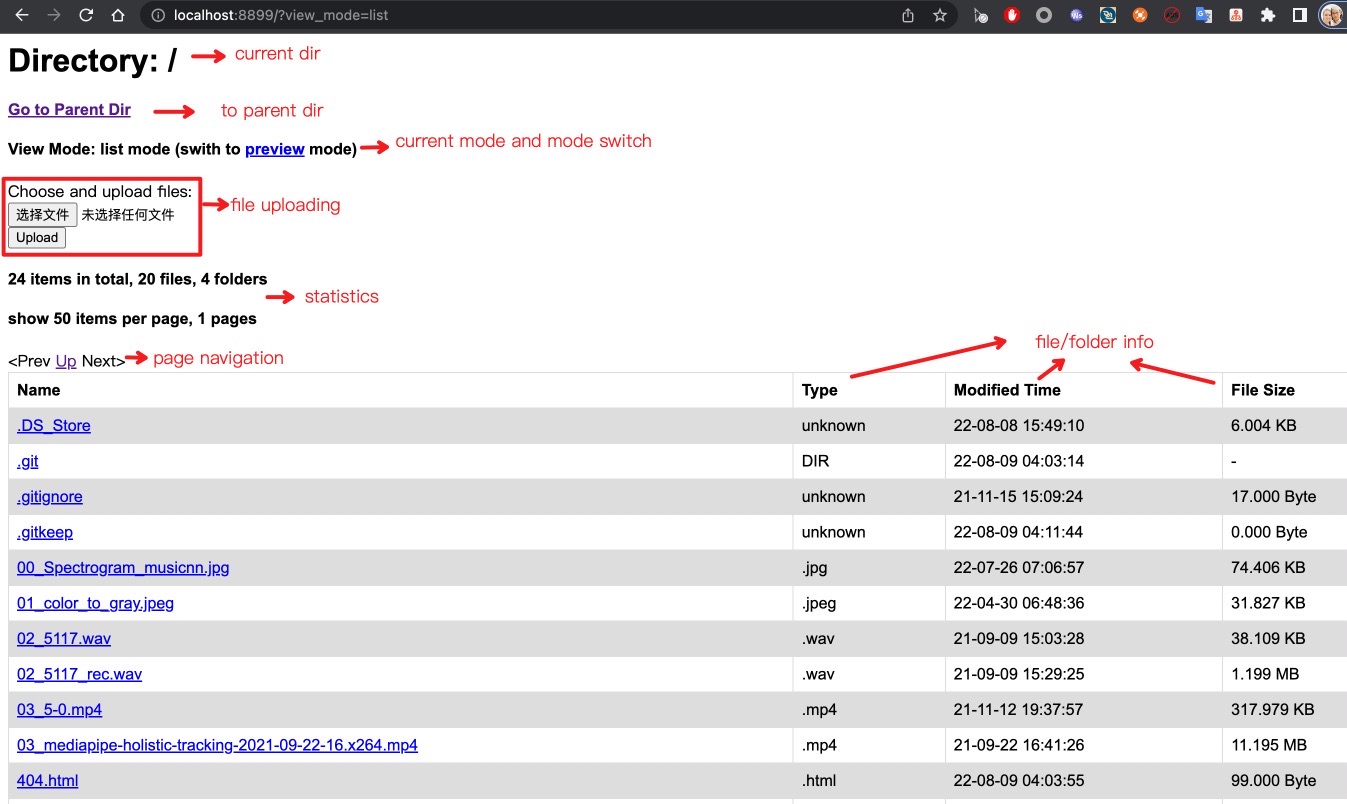 localhost:8899/?view_mode=list
Directory: / current dir
Go to Parent Dir to parent dir
View Mode: list mode (swith to preview mode) current mode and mode switch
Choose and upload files:
选择文件 未选择任何文件 file uploading
Upload
24 items in total, 20 files, 4 folders
statistics
show 50 items per page, 1 pages
file/folder info
<Prev Up Next> page navigation
Name Type Modified Time File Size
.DS_Store unknown 22-08-08 15:49:10 6.004 KB
.git DIR 22-08-09 04:03:14 -
.gitignore unknown 21-11-15 15:09:24 17.000 Byte
.gitkeep unknown 22-08-09 04:11:44 0.000 Byte
00_Spectrogram_musicnn.jpg .jpg 22-07-26 07:06:57 74.406 KB
01_color_to_gray.jpeg .jpeg 22-04-30 06:48:36 31.827 KB
02_5117.wav .wav 21-09-09 15:03:28 38.109 KB
02_5117_rec.wav .wav 21-09-09 15:29:25 1.199 MB
03_5-0.mp4 .mp4 21-11-12 19:37:57 317.979 KB
03_mediapipe-holistic-tracking-2021-09-22-16.x264.mp4 .mp4 21-09-22 16:41:26 11.195 MB
404.html .html 22-08-09 04:03:55 99.000 Byte